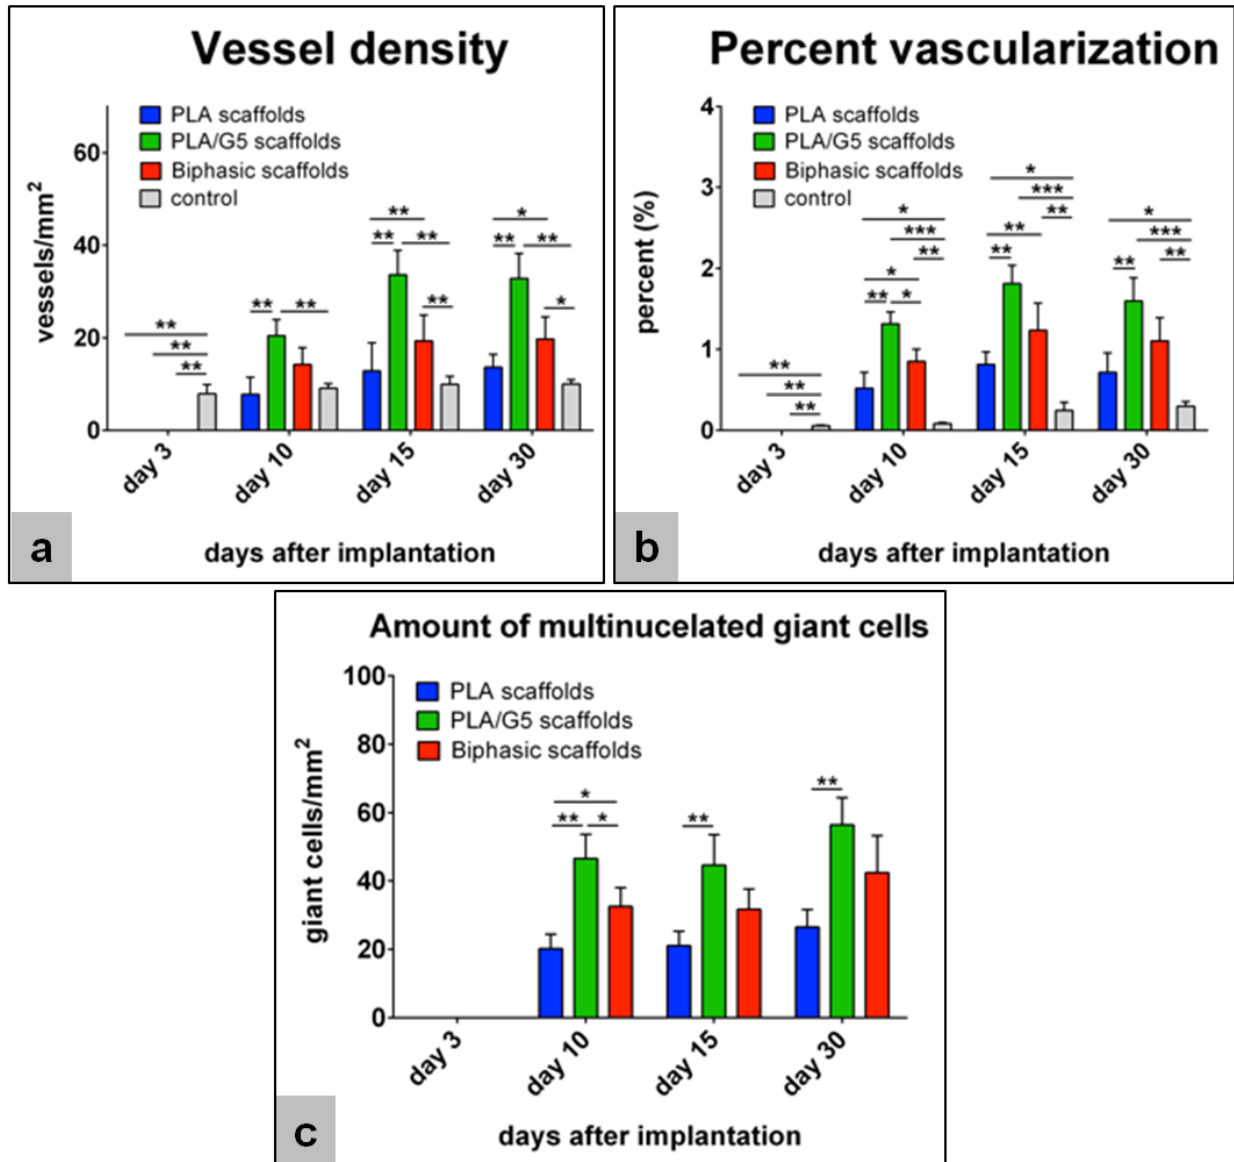 Vessel density
PLA scaffolds
PLA/G5 scaffolds
Biphasic scaffolds
control
vessels/mm²
60
40
20
0
** ** **
** **
** ** ** **
* ** ** *
day 3 day 10 day 15 day 30
days after implantation
a
Percent vascularization
PLA scaffolds
PLA/G5 scaffolds
Biphasic scaffolds
control
percent (%)
4
3
2
1
0
** ** **
* *** ** * ** *
* *** ** ** **
* *** ** **
day 3 day 10 day 15 day 30
days after implantation
b
Amount of multinucelated giant cells
PLA scaffolds
PLA/G5 scaffolds
Biphasic scaffolds
giant cells/mm²
100
80
60
40
20
0
* ** *
**
**
day 3 day 10 day 15 day 30
days after implantation
c